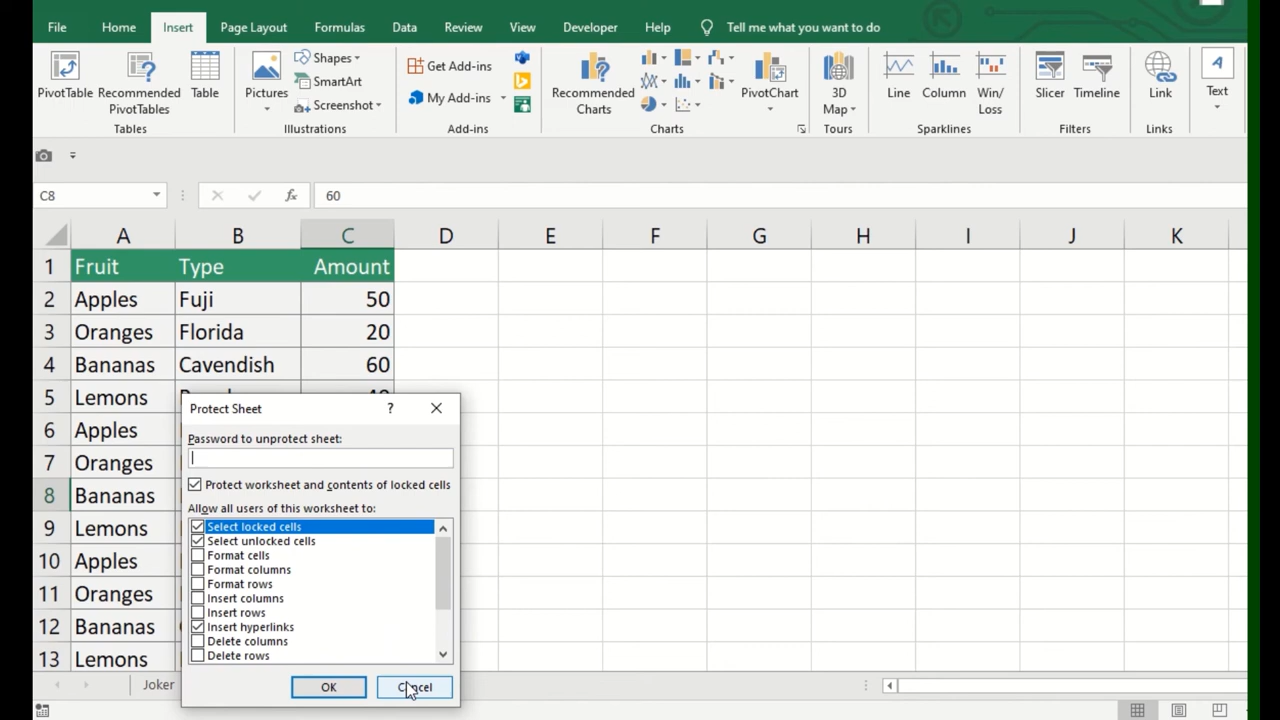 File Home Insert Page Layout Formulas Data Review View Developer Help Tell me what you want to do
PivotTable Recommended PivotTables Table Pictures Shapes SmartArt Screenshot Get Add-ins My Add-ins Recommended Charts PivotChart 3D Map Line Column Win/Loss Slicer Timeline Link A Text
Tables Illustrations Add-ins Charts Tours Sparklines Filters Links
C8 fx 60
A B C D E F G H I J K
1 Fruit Type Amount
2 Apples Fuji 50
3 Oranges Florida 20
4 Bananas Cavendish 60
5 Lemons
6 Apples
7 Oranges
8 Bananas
9 Lemons
10 Apples
11 Oranges
12 Bananas
13 Lemons
Protect Sheet ?
Password to unprotect sheet:
Protect worksheet and contents of locked cells
Allow all users of this worksheet to:
Select locked cells
Select unlocked cells
Format cells
Format columns
Format rows
Insert columns
Insert rows
Insert hyperlinks
Delete columns
Delete rows
OK Cancel
Joker